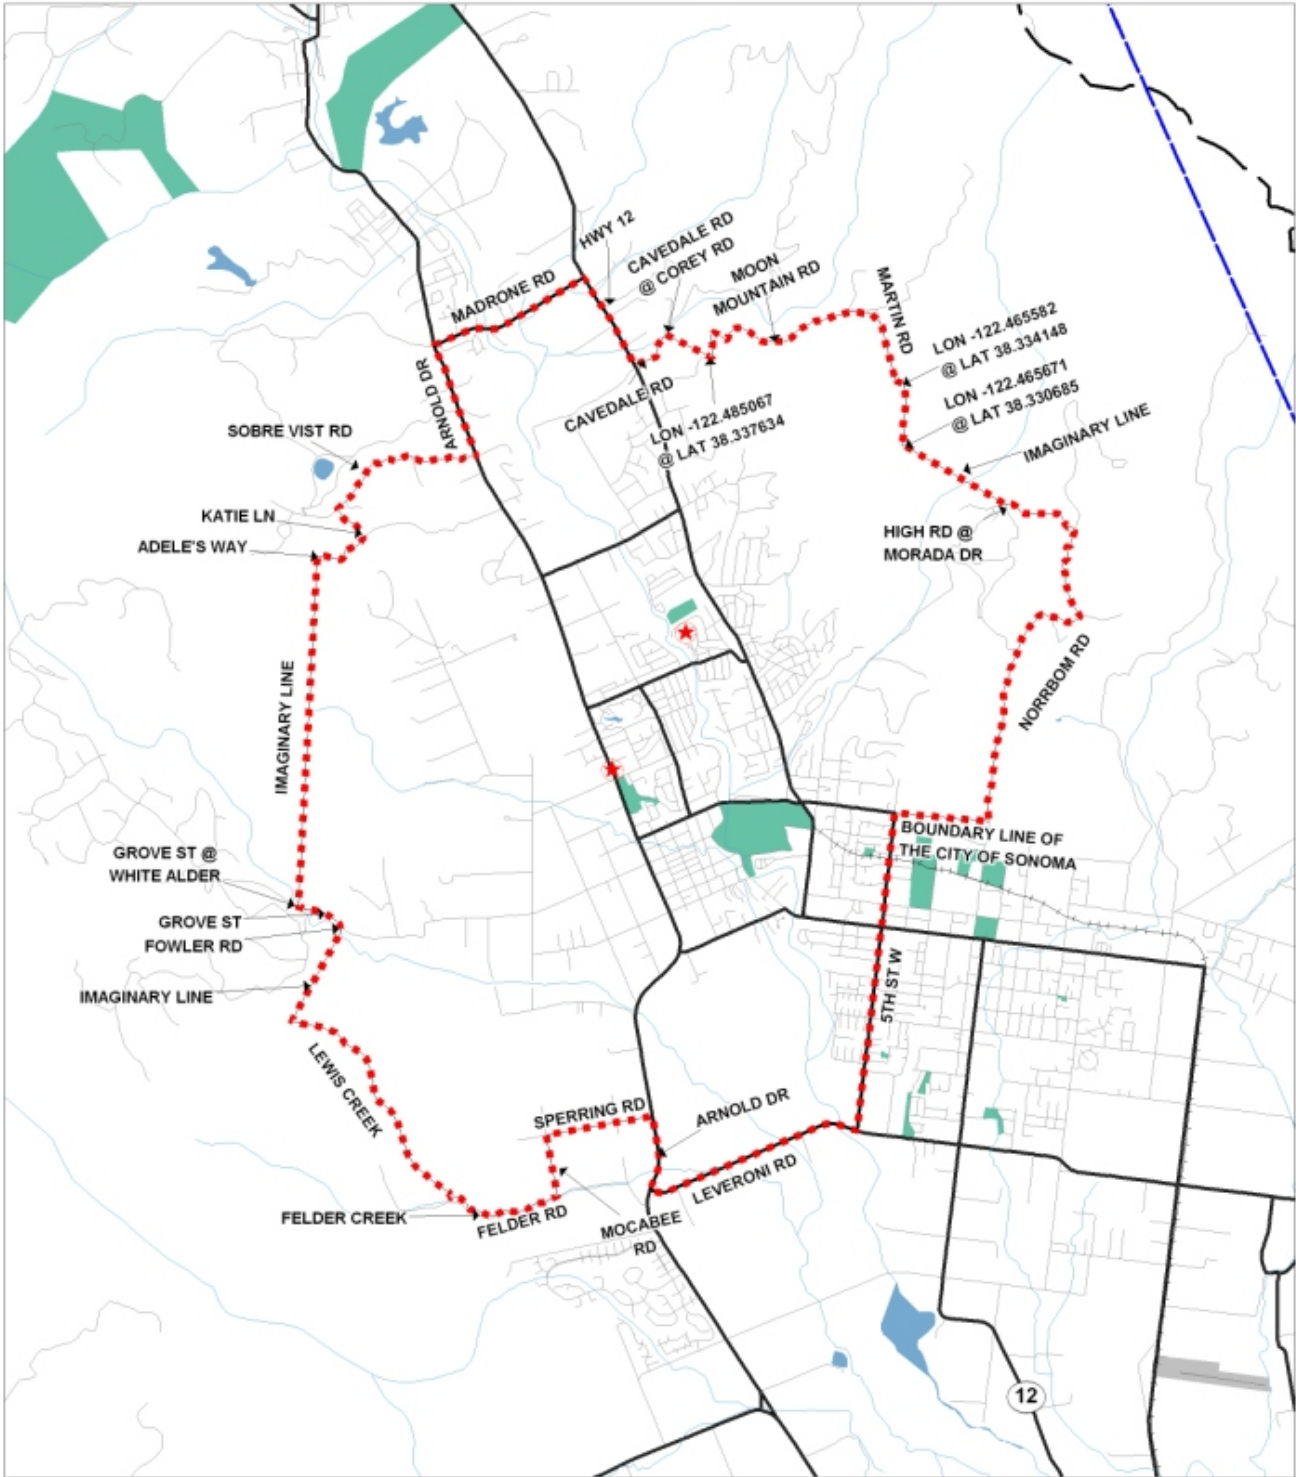 HWY 12
CAVEDALE RD
@ COREY RD
MOON
MOUNTAIN RD
MADRONE RD
MARTIN RD
LON -122.465582
@ LAT 38.334148
LON -122.465671
@ LAT 38.330685
ARNOLD DR
CAVEDALE RD
LON -122.485067
@ LAT 38.337634
IMAGINARY LINE
SOBRE VIST RD
KATIE LN
ADELE'S WAY
HIGH RD @
MORADA DR
IMAGINARY LINE
NORRBOM RD
BOUNDARY LINE OF
THE CITY OF SONOMA
GROVE ST @
WHITE ALDER
GROVE ST
FOWLER RD
IMAGINARY LINE
5TH ST W
LEWIS CREEK
SPERRING RD
ARNOLD DR
LEVERONI RD
FELDER CREEK
FELDER RD
MOCABEE
RD
12